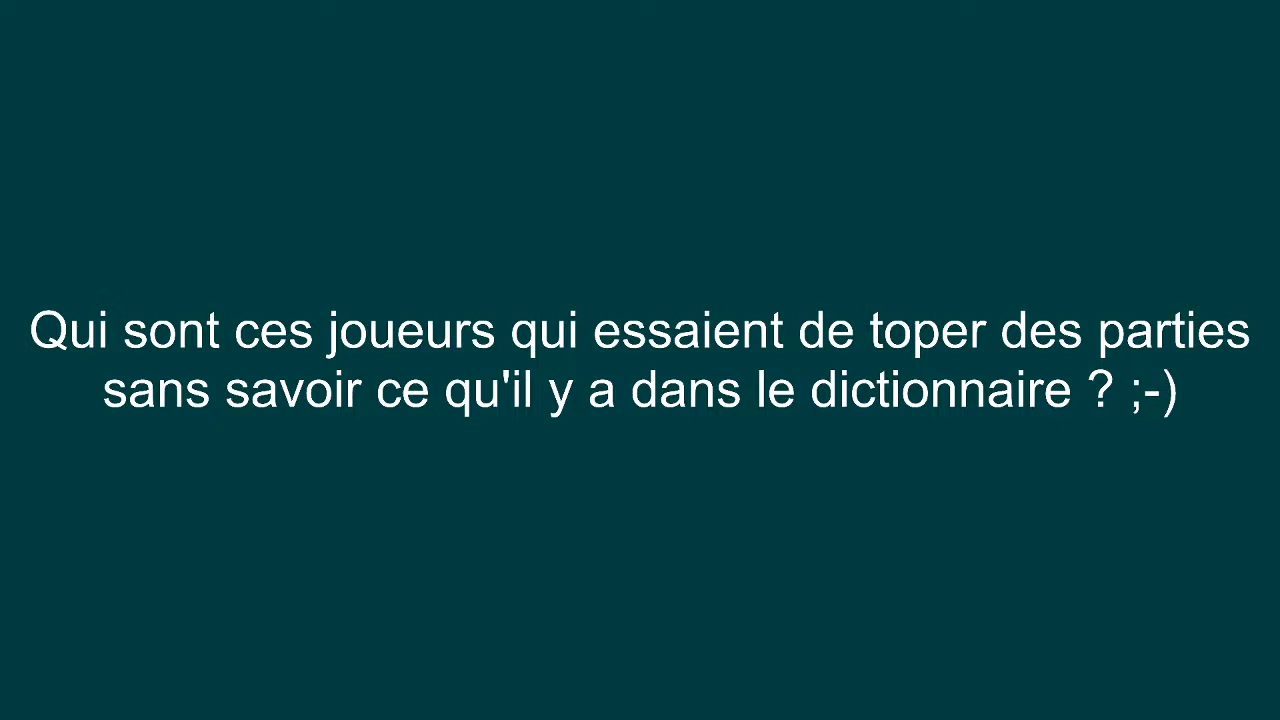 Qui sont ces joueurs qui essaient de toper des parties
sans savoir ce qu'il y a dans le dictionnaire ? ;-)